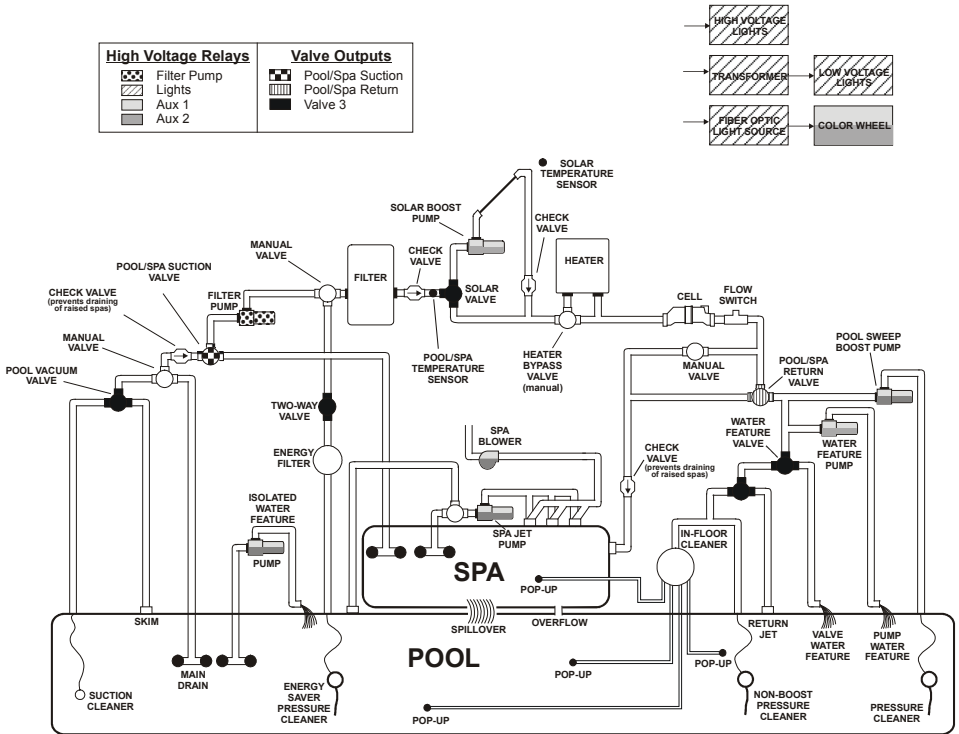 HIGH VOLTAGE
LIGHTS
TRANSFORMER
LOW VOLTAGE
LIGHTS
FIBER OPTIC
LIGHT SOURCE
COLOR WHEEL
High Voltage Relays
Filter Pump
Lights
Aux 1
Aux 2
Valve Outputs
Pool/Spa Suction
Pool/Spa Return
Valve 3
SOLAR
TEMPERATURE
SENSOR
SOLAR BOOST
PUMP
CHECK
VALVE
MANUAL
VALVE
CHECK
VALVE
FILTER
HEATER
POOL/SPA SUCTION
VALVE
CHECK VALVE
(prevents draining
of raised spas)
FILTER
PUMP
SOLAR
VALVE
CELL
FLOW
SWITCH
MANUAL
VALVE
POOL VACUUM
VALVE
POOL/SPA
TEMPERATURE
SENSOR
HEATER
BYPASS
VALVE
(manual)
MANUAL
VALVE
POOL SWEEP
BOOST PUMP
POOL/SPA
RETURN
VALVE
TWO-WAY
VALVE
ENERGY
FILTER
SPA
BLOWER
CHECK
VALVE
(prevents draining
of raised spas)
WATER
FEATURE
VALVE
WATER
FEATURE
PUMP
ISOLATED
WATER
FEATURE
PUMP
SPA JET
PUMP
IN-FLOOR
CLEANER
SPA
POP-UP
SKIM
SPILLOVER
OVERFLOW
RETURN
JET
VALVE
WATER
FEATURE
PUMP
WATER
FEATURE
POOL
MAIN
DRAIN
POP-UP
POP-UP
SUCTION
CLEANER
ENERGY
SAVER
PRESSURE
CLEANER
POP-UP
NON-BOOST
PRESSURE
CLEANER
PRESSURE
CLEANER